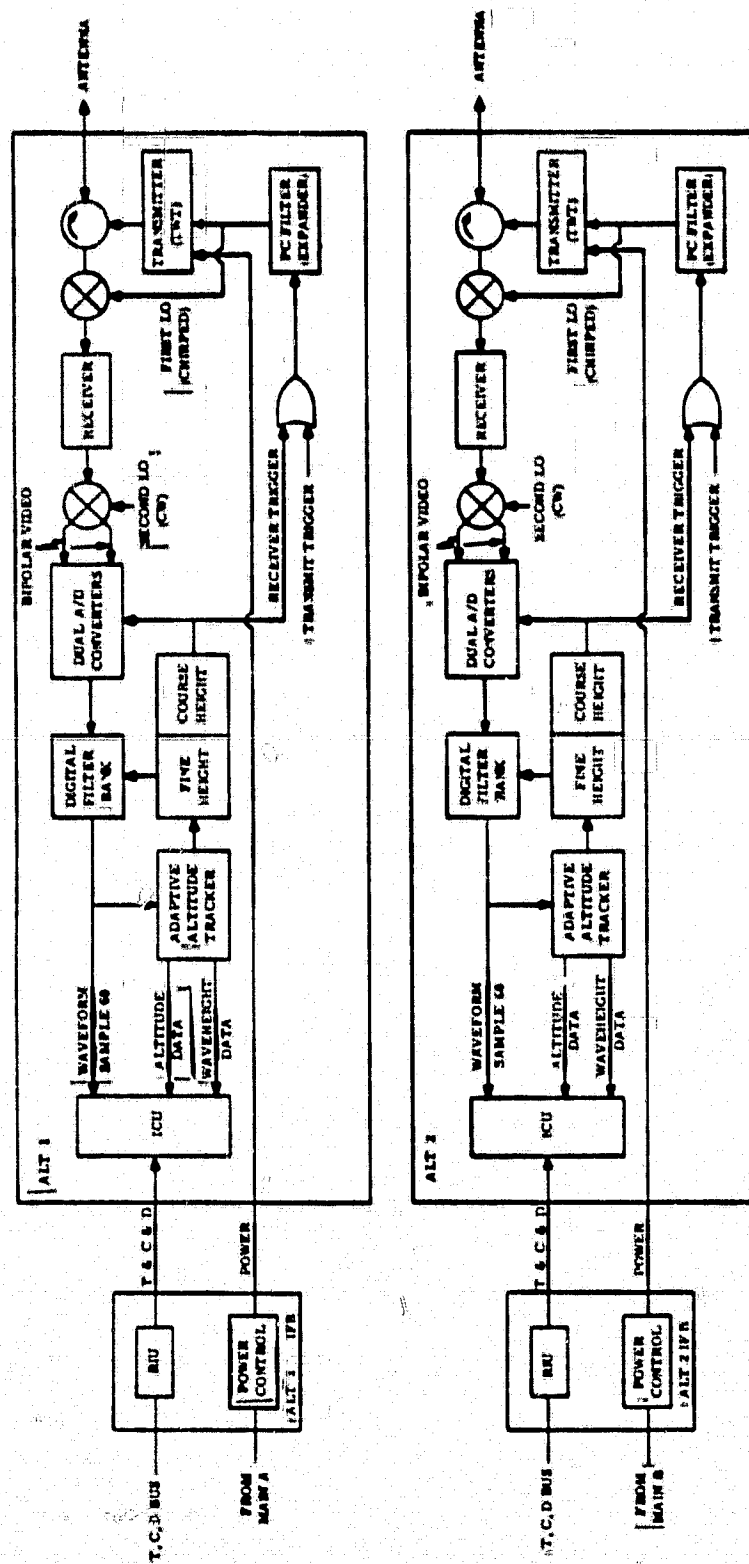 ALT 1
T, C, D BUS
RIU
T & C & D
ICU
WAVEFORM
SAMPLE 60
ALTITUDE
DATA
WAVEHEIGHT
DATA
ADAPTIVE
ALTITUDE
TRACKER
DIGITAL
FILTER
BANK
FINE
HEIGHT
COURSE
HEIGHT
DUAL A/D
CONVERTERS
BIPOLAR VIDEO
SECOND LO
(CW)
RECEIVER
FIRST LO
(CHIRPED)
TRANSMITTER
(TWT)
ANTENNA
PC FILTER
(EXPANDER)
RECEIVER TRIGGER
TRANSMIT TRIGGER
FROM
MAIN A
POWER
CONTROL
ALT 1 IFR
POWER
ALT 2
T, C, D BUS
RIU
T & C & D
ICU
WAVEFORM
SAMPLE 60
ALTITUDE
DATA
WAVEHEIGHT
DATA
ADAPTIVE
ALTITUDE
TRACKER
DIGITAL
FILTER
BANK
FINE
HEIGHT
COURSE
HEIGHT
DUAL A/D
CONVERTERS
BIPOLAR VIDEO
SECOND LO
(CW)
RECEIVER
FIRST LO
(CHIRPED)
TRANSMITTER
(TWT)
ANTENNA
PC FILTER
(EXPANDER)
RECEIVER TRIGGER
TRANSMIT TRIGGER
FROM
MAIN B
POWER
CONTROL
ALT 2 IFR
POWER